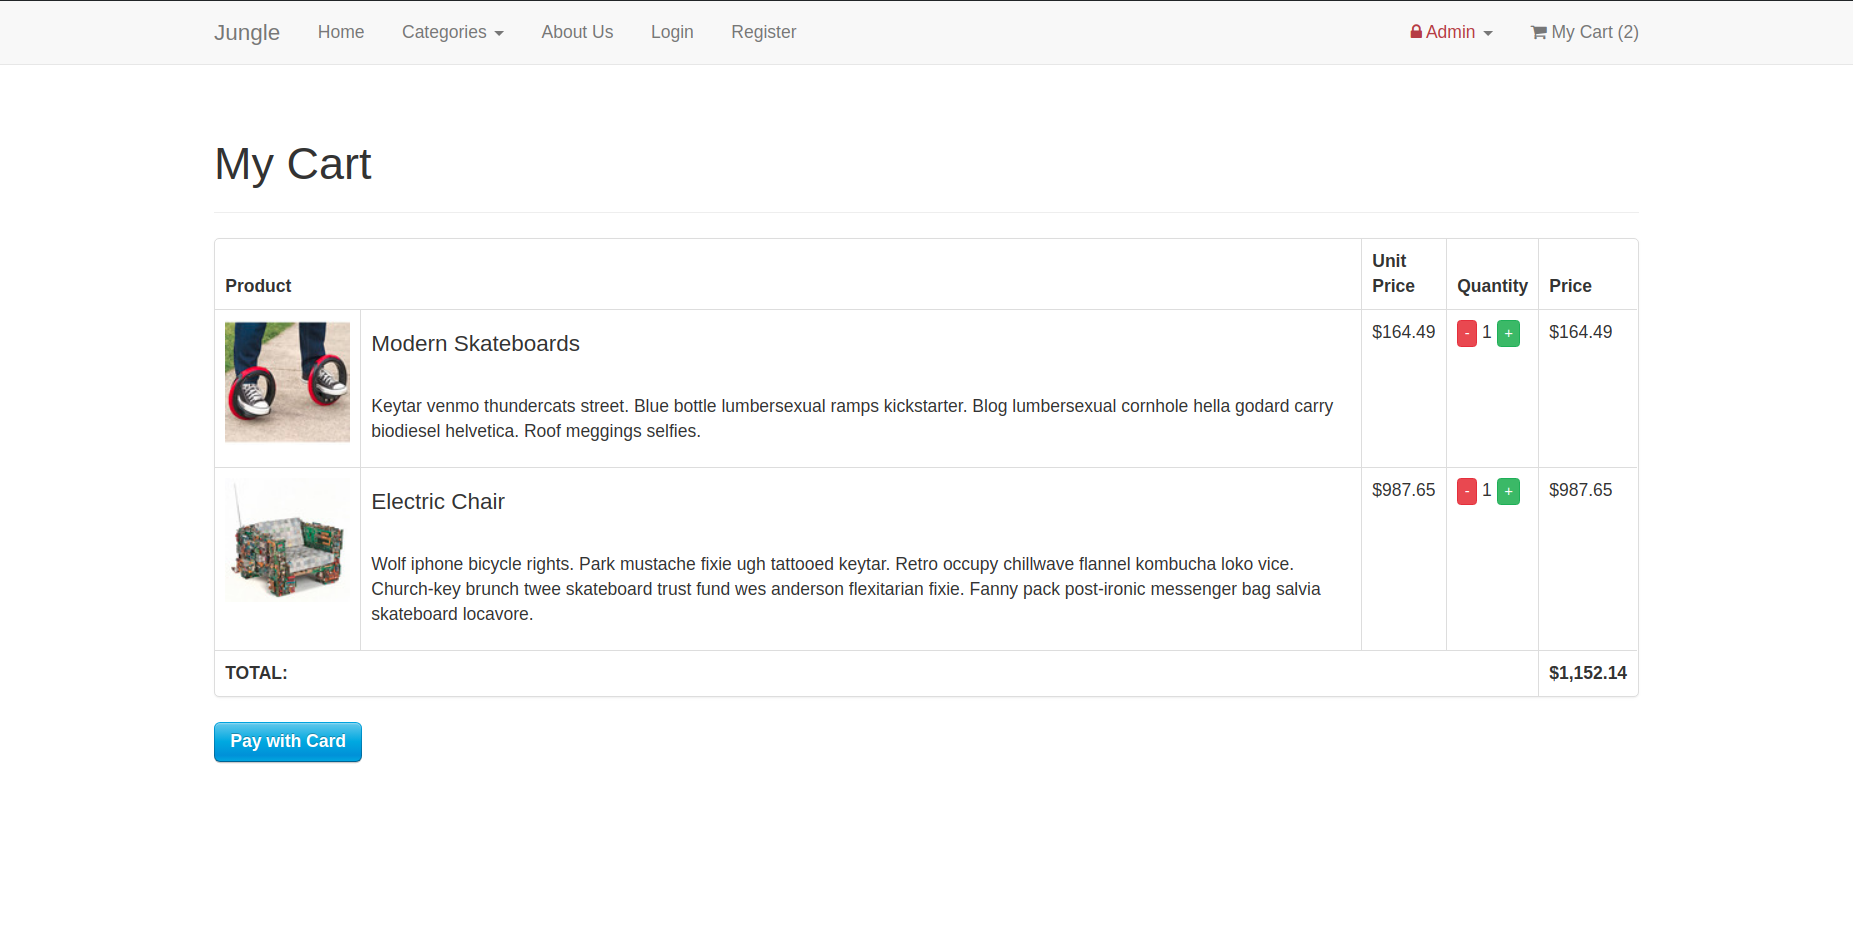 Jungle Home Categories About Us Login Register Admin My Cart (2)
My Cart
Product Unit Price Quantity Price
Modern Skateboards $164.49 - 1 + $164.49
Keytar venmo thundercats street. Blue bottle lumbersexual ramps kickstarter. Blog lumbersexual cornhole hella godard carry
biodiesel helvetica. Roof meggings selfies.
Electric Chair $987.65 - 1 + $987.65
Wolf iphone bicycle rights. Park mustache fixie ugh tattooed keytar. Retro occupy chillwave flannel kombucha loko vice.
Church-key brunch twee skateboard trust fund wes anderson flexitarian fixie. Fanny pack post-ironic messenger bag salvia
skateboard locavore.
TOTAL: $1,152.14
Pay with Card